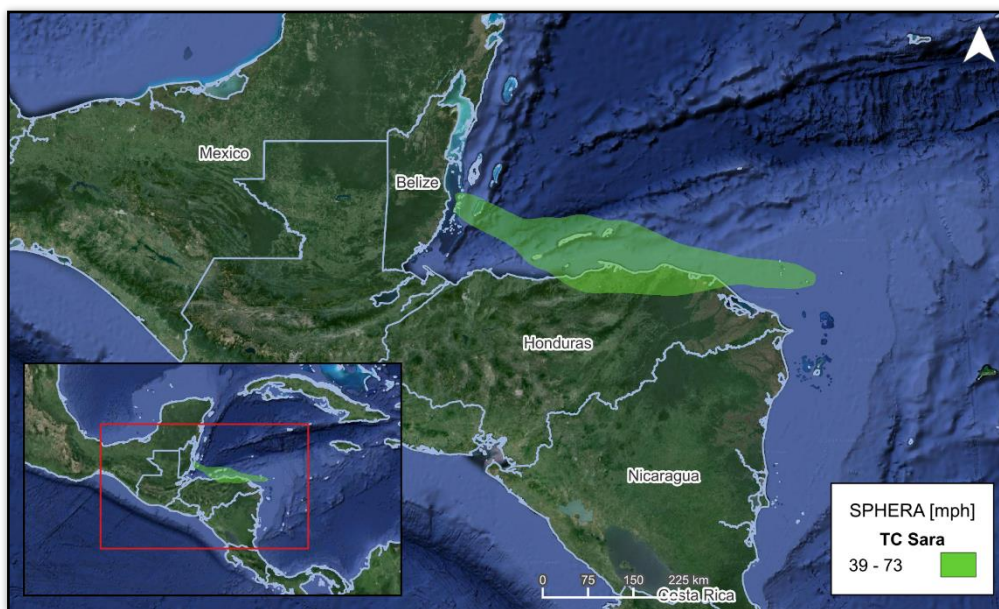 Mexico
Belize
Honduras
Nicaragua
Costa Rica
0 75 150 225 km
SPHERA [mph]
TC Sara
39 - 73